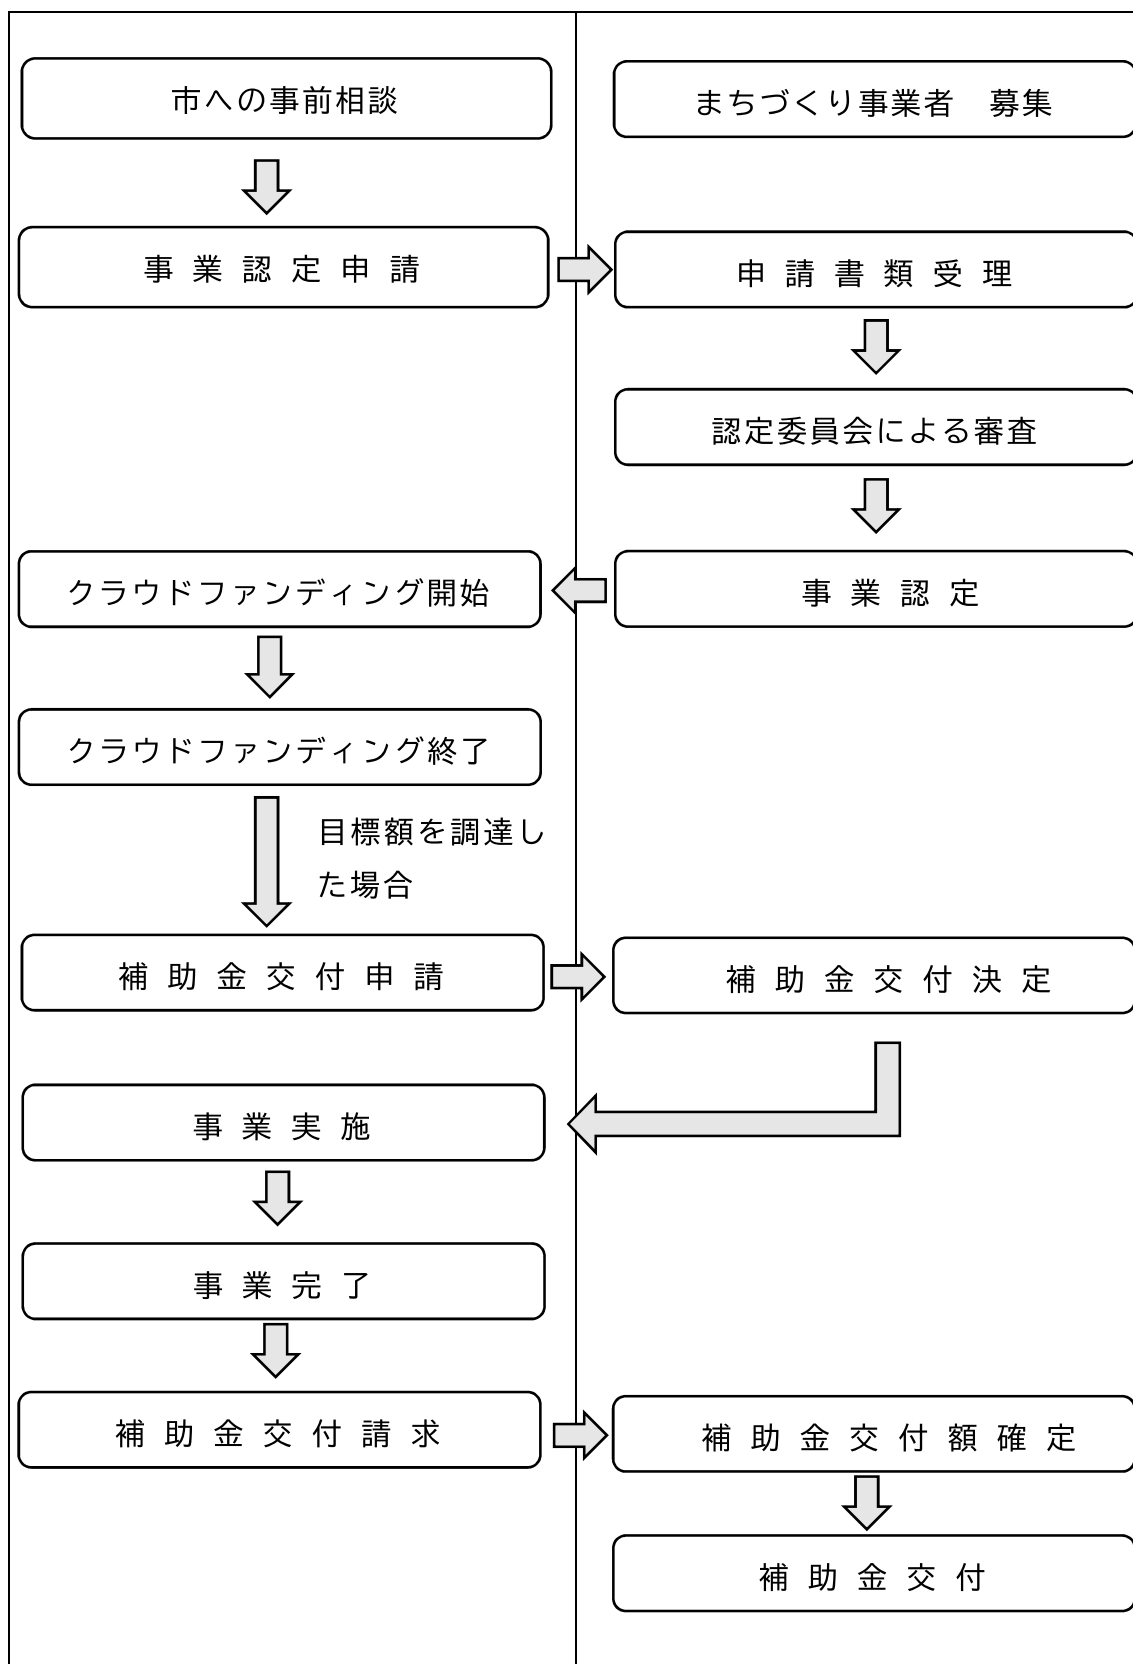 市への事前相談
まちづくり事業者　募集
事業認定申請
申請書類受理
認定委員会による審査
事業認定
クラウドファンディング開始
クラウドファンディング終了
目標額を調達し
た場合
補助金交付申請
補助金交付決定
事業実施
事業完了
補助金交付請求
補助金交付額確定
補助金交付